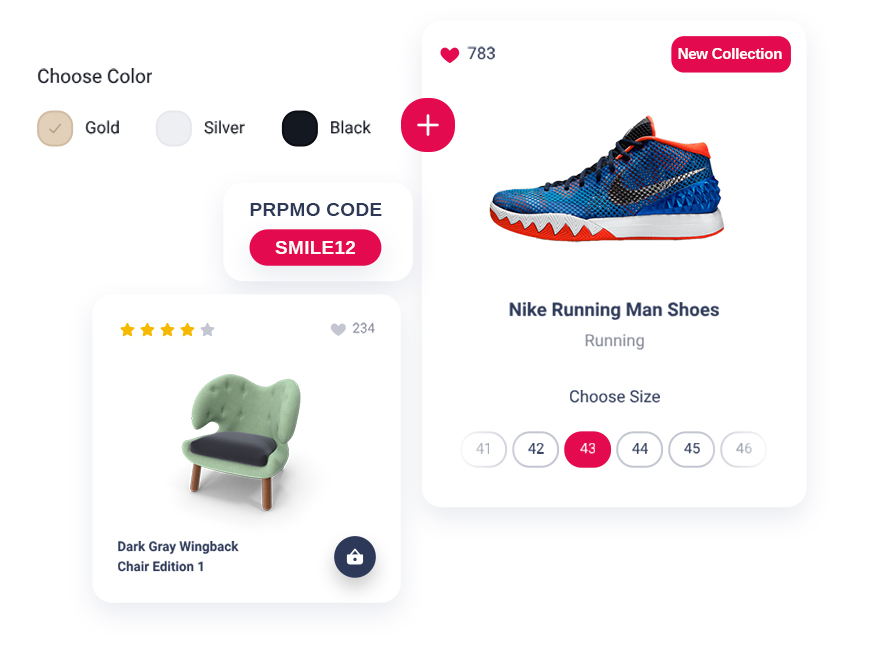 783
New Collection
Choose Color
Gold
Silver
Black
PRPMO CODE
SMILE12
234
Dark Gray Wingback
Chair Edition 1
Nike Running Man Shoes
Running
Choose Size
41 42 43 44 45 46